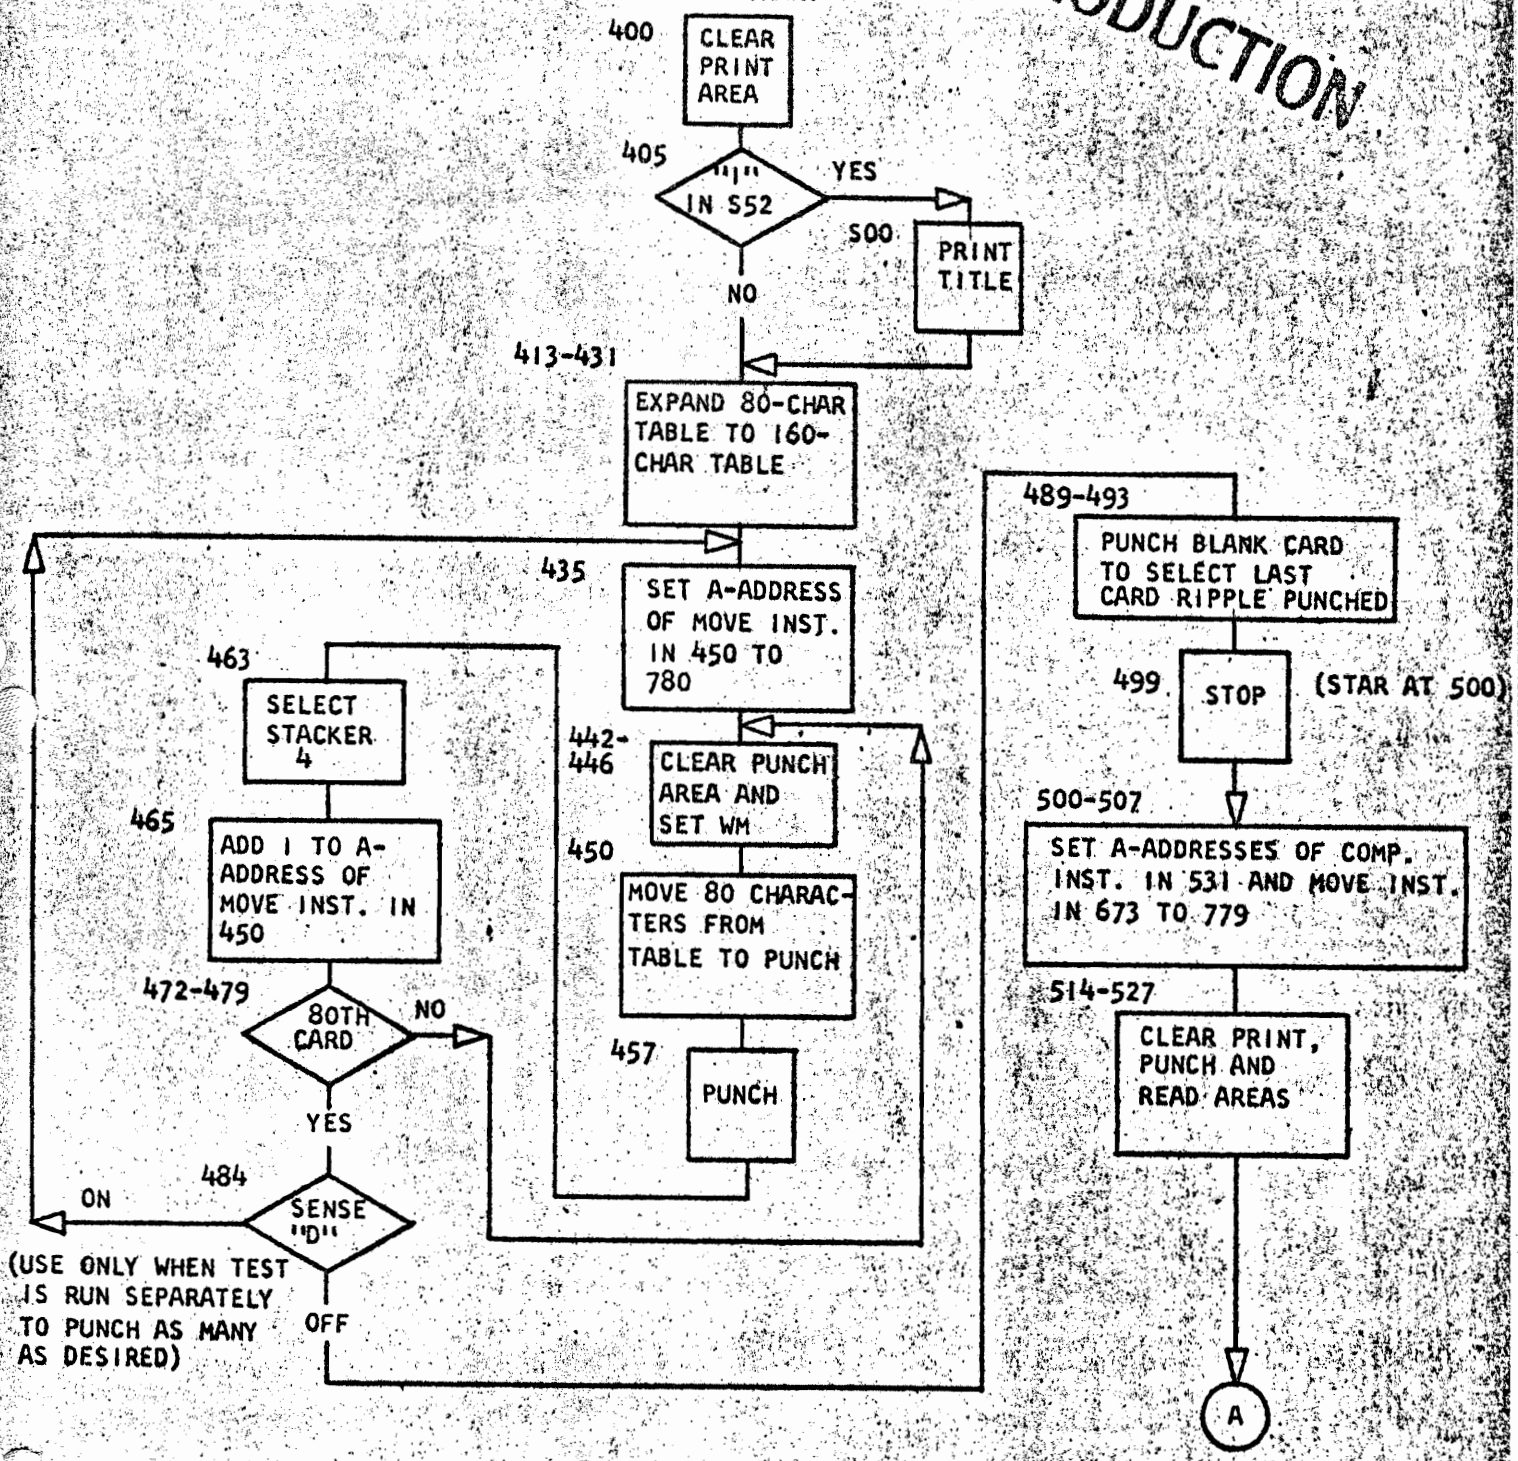 400
CLEAR
PRINT
AREA
ODUCTION
405
"1"
IN S52
YES
NO
S00
PRINT
TITLE
413-431
EXPAND 80-CHAR
TABLE TO 160-
CHAR TABLE
435
SET A-ADDRESS
OF MOVE INST.
IN 450 TO
780
442-
446
CLEAR PUNCH
AREA AND
SET WM
450
MOVE 80 CHARAC-
TERS FROM
TABLE TO PUNCH
457
PUNCH
463
SELECT
STACKER
4
465
ADD 1 TO A-
ADDRESS OF
MOVE INST. IN
450
472-479
80TH
CARD
NO
YES
484
SENSE
"D"
ON
(USE ONLY WHEN TEST
IS RUN SEPARATELY
TO PUNCH AS MANY
AS DESIRED)
OFF
489-493
PUNCH BLANK CARD
TO SELECT LAST
CARD RIPPLE PUNCHED
499
STOP
(STAR AT 500)
500-507
SET A-ADDRESSES OF COMP.
INST. IN 531 AND MOVE INST.
IN 673 TO 779
514-527
CLEAR PRINT,
PUNCH AND
READ AREAS
A